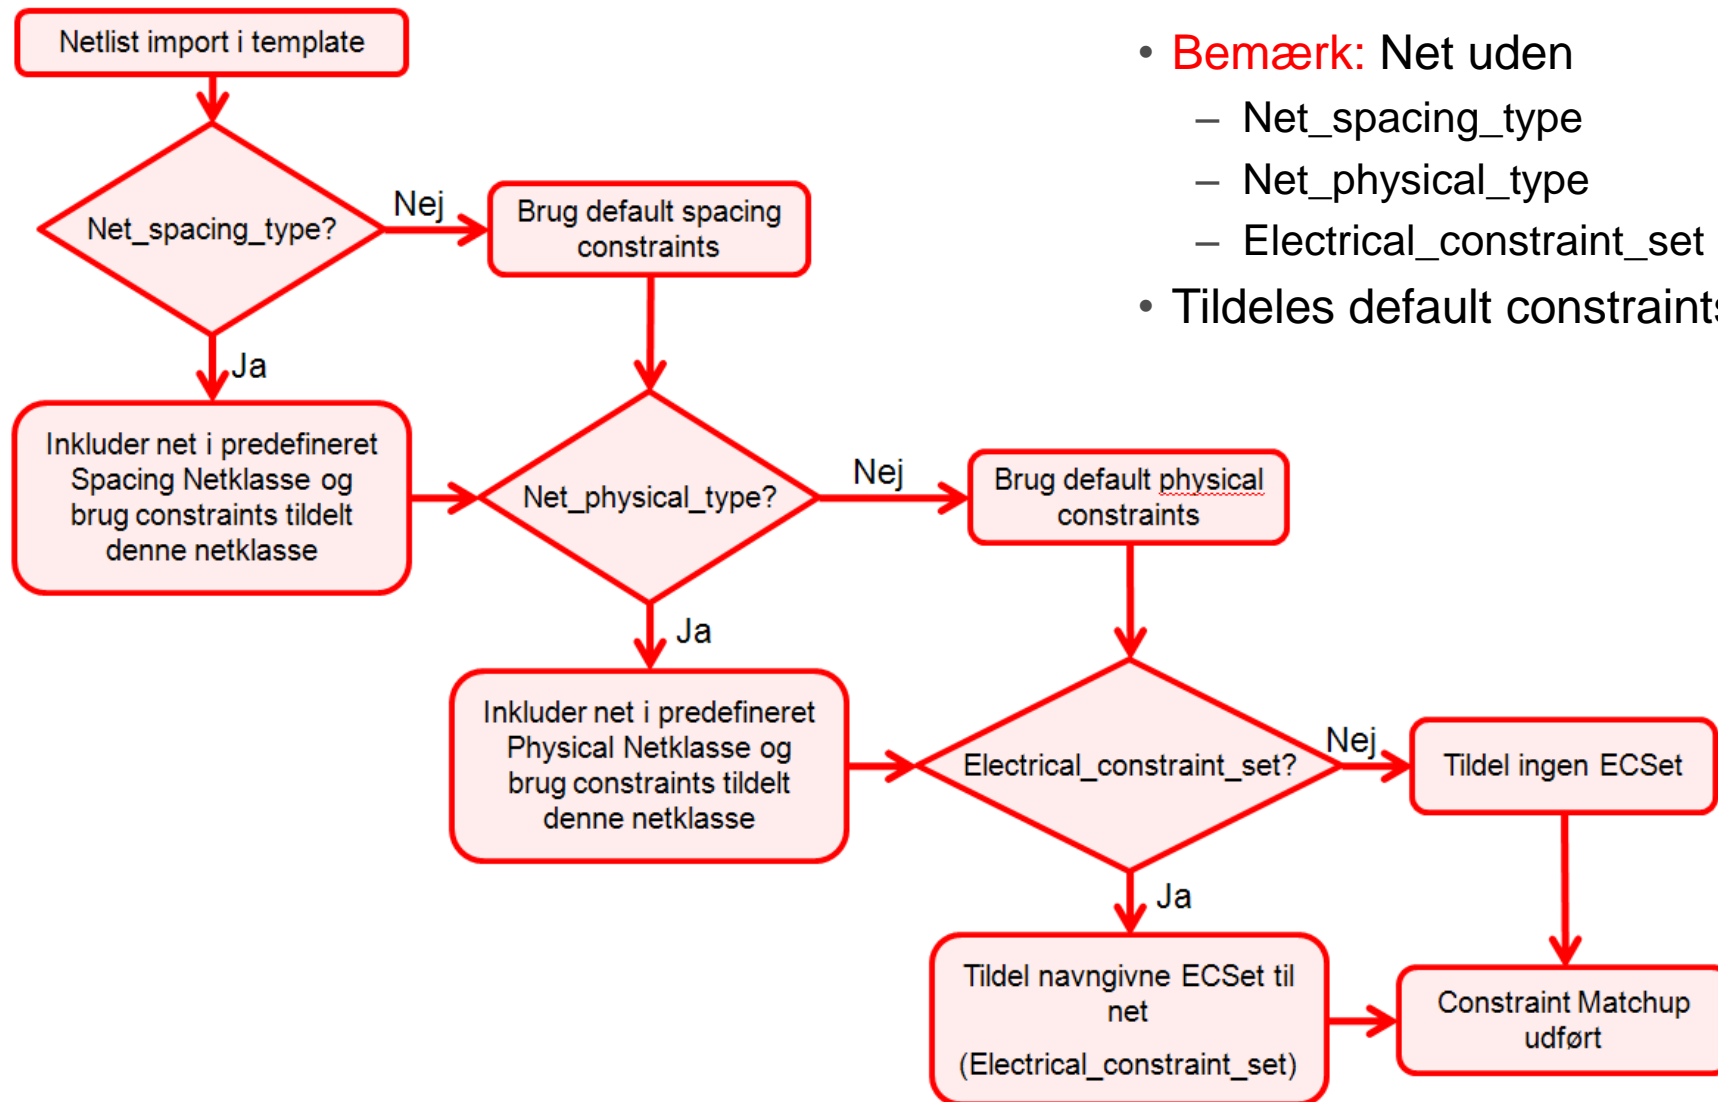 Netlist import i template
• Bemærk: Net uden
– Net_spacing_type
– Net_physical_type
– Electrical_constraint_set
• Tildeles default constraints
Net_spacing_type?
Nej
Brug default spacing
constraints
Ja
Inkluder net i predefineret
Spacing Netklasse og
brug constraints tildelt
denne netklasse
Net_physical_type?
Nej
Brug default physical
constraints
Ja
Inkluder net i predefineret
Physical Netklasse og
brug constraints tildelt
denne netklasse
Electrical_constraint_set?
Nej
Tildel ingen ECSet
Ja
Tildel navngivne ECSet til
net
(Electrical_constraint_set)
Constraint Matchup
udført